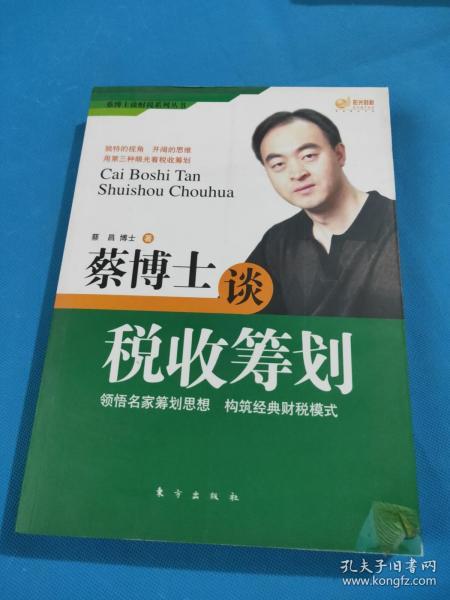 蔡博士谈财税系列丛书
阳光财税
独特的视角 开阔的思维
用第三种眼光看税收筹划
Cai Boshi Tan
Shuishou Chouhua
蔡 昌 博士 著
蔡博士谈
税收筹划
领悟名家筹划思想 构筑经典财税模式
东方出版社
孔夫子旧书网
www.kongfz.com